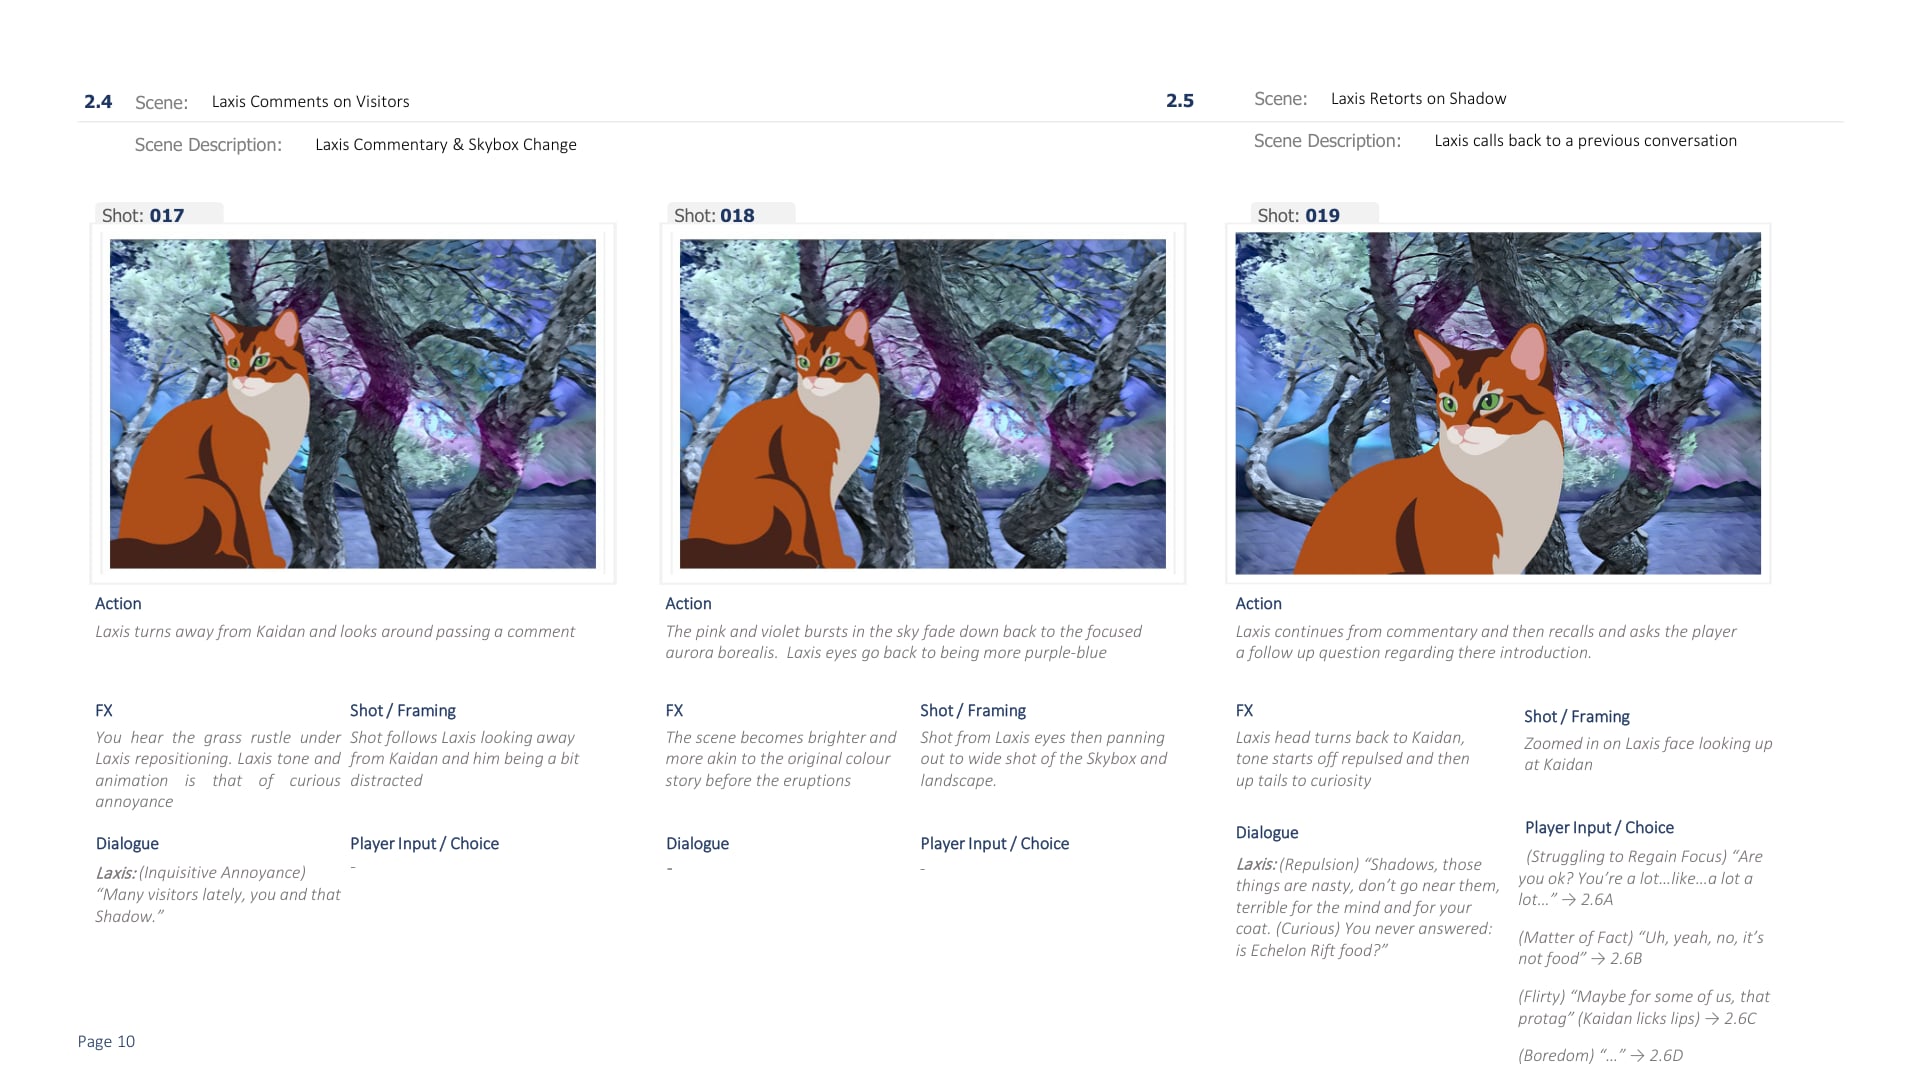 2.4 Scene: Laxis Comments on Visitors
Scene Description: Laxis Commentary & Skybox Change
2.5 Scene: Laxis Retorts on Shadow
Scene Description: Laxis calls back to a previous conversation
Shot: 017
Action
Laxis turns away from Kaidan and looks around passing a comment
FX
You hear the grass rustle under
Laxis repositioning. Laxis tone and
animation is that of curious
annoyance
Shot / Framing
Shot follows Laxis looking away
from Kaidan and him being a bit
distracted
Dialogue
Laxis: (Inquisitive Annoyance)
“Many visitors lately, you and that
Shadow.”
Player Input / Choice
-
Shot: 018
Action
The pink and violet bursts in the sky fade down back to the focused
aurora borealis. Laxis eyes go back to being more purple-blue
FX
The scene becomes brighter and
more akin to the original colour
story before the eruptions
Shot / Framing
Shot from Laxis eyes then panning
out to wide shot of the Skybox and
landscape.
Dialogue
-
Player Input / Choice
-
Shot: 019
Action
Laxis continues from commentary and then recalls and asks the player
a follow up question regarding there introduction.
FX
Laxis head turns back to Kaidan,
tone starts off repulsed and then
up tails to curiosity
Shot / Framing
Zoomed in on Laxis face looking up
at Kaidan
Dialogue
Laxis: (Repulsion) “Shadows, those
things are nasty, don’t go near them,
terrible for the mind and for your
coat. (Curious) You never answered:
is Echelon Rift food?”
Player Input / Choice
(Struggling to Regain Focus) “Are
you ok? You’re a lot…like…a lot a
lot…” → 2.6A
(Matter of Fact) “Uh, yeah, no, it’s
not food” → 2.6B
(Flirty) “Maybe for some of us, that
protag” (Kaidan licks lips) → 2.6C
(Boredom) “…” → 2.6D
Page 10